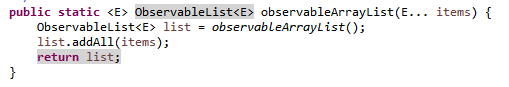 public static <E> ObservableList<E> observableArrayList(E... items) {
    ObservableList<E> list = observableArrayList();
    list.addAll(items);
    return list;
}